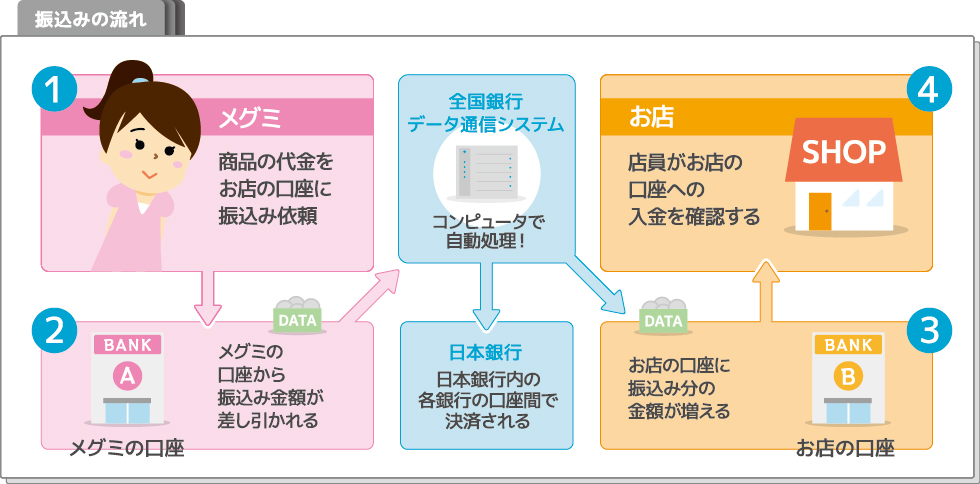 振込みの流れ
1
メグミ
商品の代金を
お店の口座に
振込み依頼
2
BANK
A
メグミの口座
DATA
メグミの
口座から
振込み金額が
差し引かれる
全国銀行
データ通信システム
コンピュータで
自動処理！
日本銀行
日本銀行内の
各銀行の口座間で
決済される
3
DATA
お店の口座に
振込み分の
金額が増える
BANK
B
お店の口座
4
お店
店員がお店の
口座への
入金を確認する
SHOP